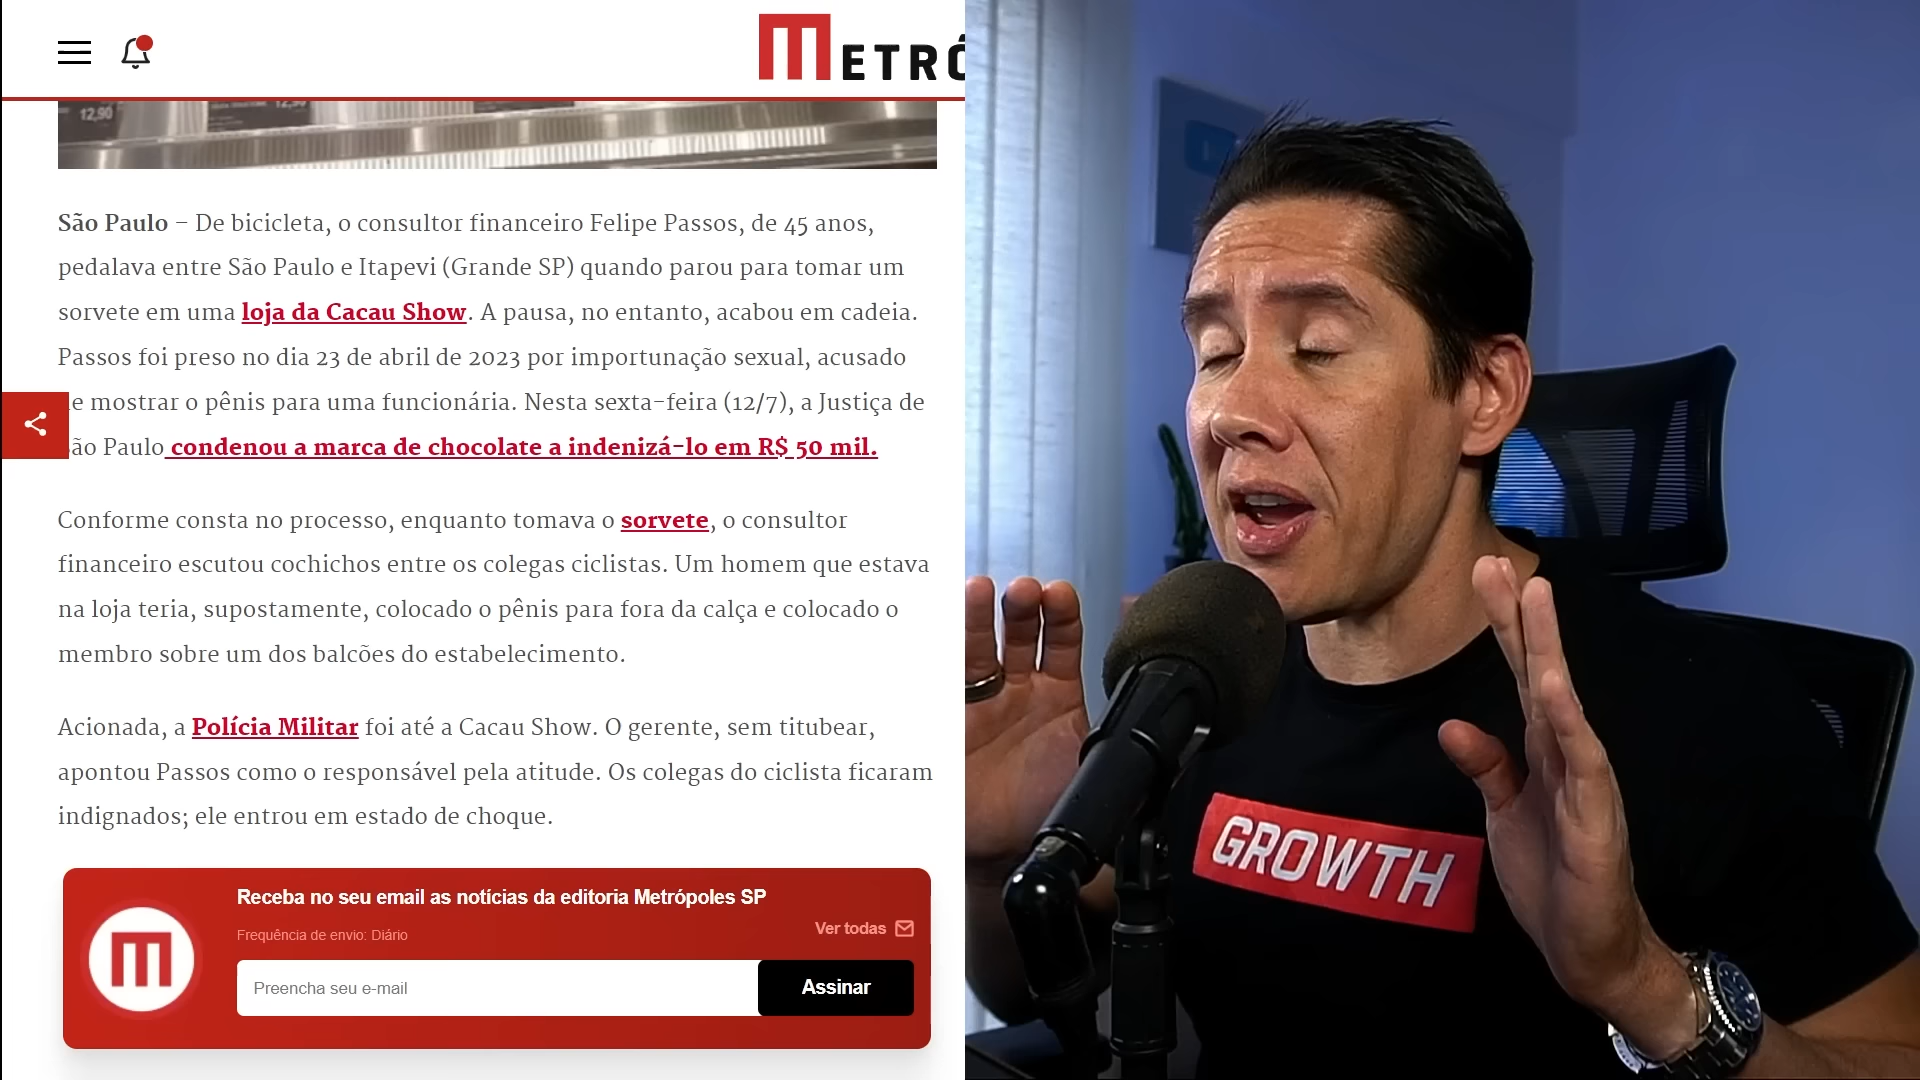 METRÓ
12,90
12,90
São Paulo – De bicicleta, o consultor financeiro Felipe Passos, de 45 anos,
pedalava entre São Paulo e Itapevi (Grande SP) quando parou para tomar um
sorvete em uma loja da Cacau Show. A pausa, no entanto, acabou em cadeia.
Passos foi preso no dia 23 de abril de 2023 por importunação sexual, acusado
e mostrar o pênis para uma funcionária. Nesta sexta-feira (12/7), a Justiça de
ão Paulo condenou a marca de chocolate a indenizá-lo em R$ 50 mil.
Conforme consta no processo, enquanto tomava o sorvete, o consultor
financeiro escutou cochichos entre os colegas ciclistas. Um homem que estava
na loja teria, supostamente, colocado o pênis para fora da calça e colocado o
membro sobre um dos balcões do estabelecimento.
Acionada, a Polícia Militar foi até a Cacau Show. O gerente, sem titubear,
apontou Passos como o responsável pela atitude. Os colegas do ciclista ficaram
indignados; ele entrou em estado de choque.
Receba no seu email as notícias da editoria Metrópoles SP
Frequência de envio: Diário
Ver todas
M
Preencha seu e-mail
Assinar
GROWTH